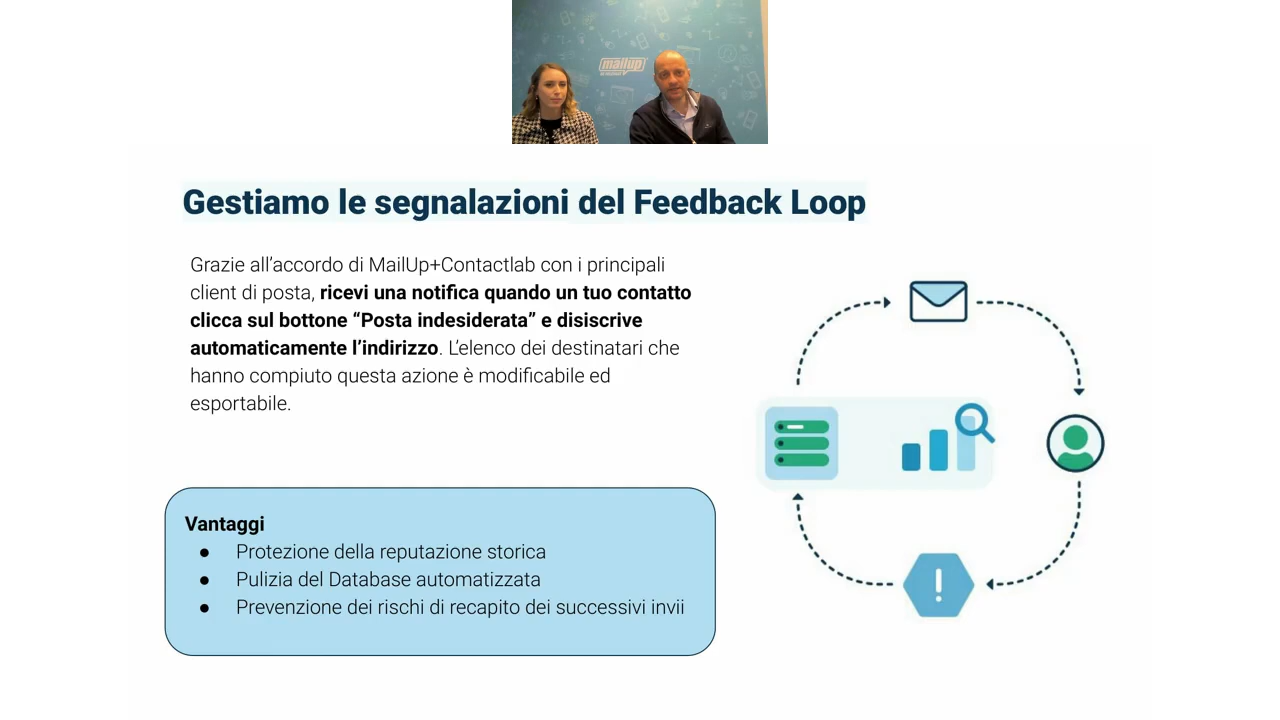 mailup
Gestiamo le segnalazioni del Feedback Loop
Grazie all’accordo di MailUp+Contactlab con i principali
client di posta, ricevi una notifica quando un tuo contatto
clicca sul bottone “Posta indesiderata” e disiscrive
automaticamente l’indirizzo. L’elenco dei destinatari che
hanno compiuto questa azione è modificabile ed
esportabile.
Vantaggi
● Protezione della reputazione storica
● Pulizia del Database automatizzata
● Prevenzione dei rischi di recapito dei successivi invii